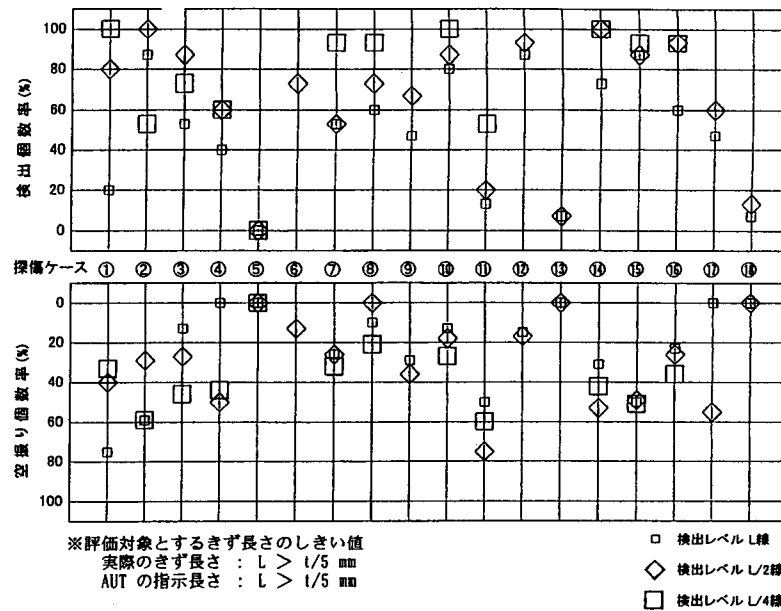 100
80
60
40
20
0
検出個数率(%)
探傷ケース ① ② ③ ④ ⑤ ⑥ ⑦ ⑧ ⑨ ⑩ ⑪ ⑫ ⑬ ⑭ ⑮ ⑯ ⑰ ⑱
0
20
40
60
80
100
空振り個数率(%)
※評価対象とするきず長さのしきい値
実際のきず長さ : L > t/5 mm
AUT の指示長さ : L > t/5 mm
検出レベル L線
検出レベル L/2線
検出レベル L/4線